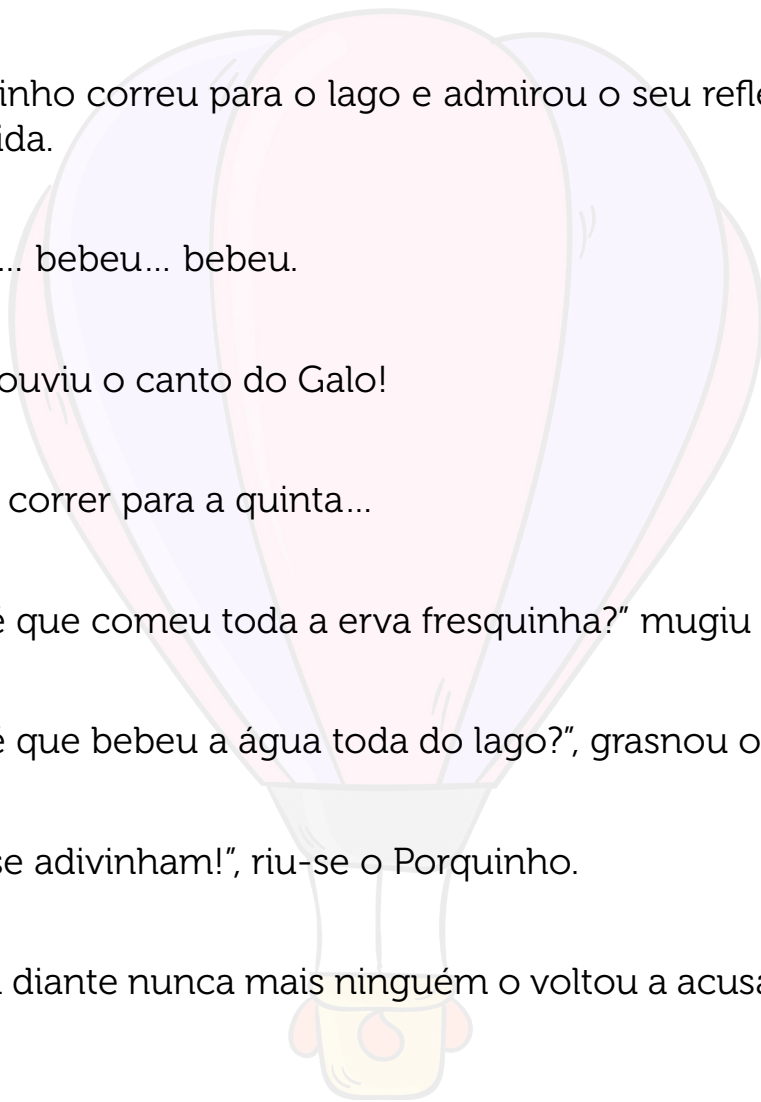 inho correu para o lago e admirou o seu refle
ida.
... bebeu... bebeu.
ouviu o canto do Galo!
correr para a quinta...
é que comeu toda a erva fresquinha?” mugiu
é que bebeu a água toda do lago?”, grasnou o
se adivinham!”, riu-se o Porquinho.
diante nunca mais ninguém o voltou a acusa